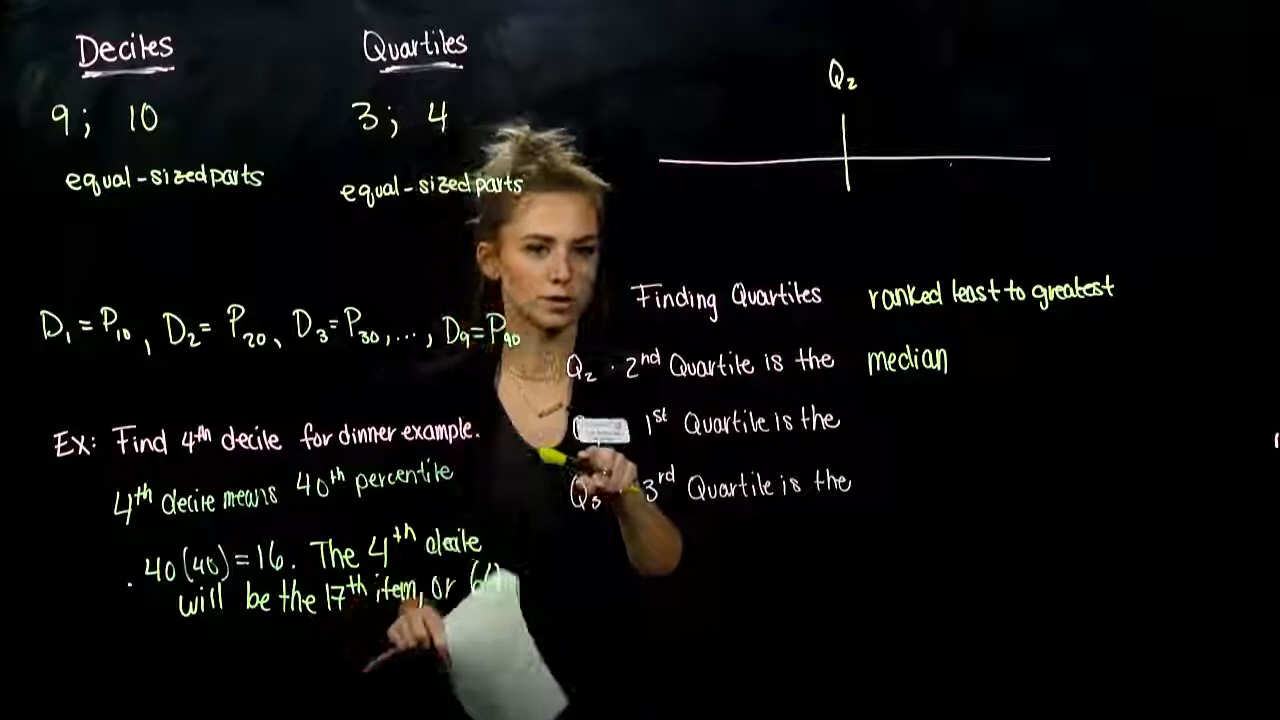 Deciles
9; 10
equal-sized parts
Quartiles
3; 4
equal-sized parts
D1 = P10, D2 = P20, D3 = P30, ..., D9 = P90
Ex: Find 4th decile for dinner example.
4th decile means 40th percentile
.40(40) = 16. The 4th decile
will be the 17th item, or
Q2
Finding Quartiles ranked least to greatest
Q2 · 2nd Quartile is the median
1st Quartile is the
Q3 3rd Quartile is the